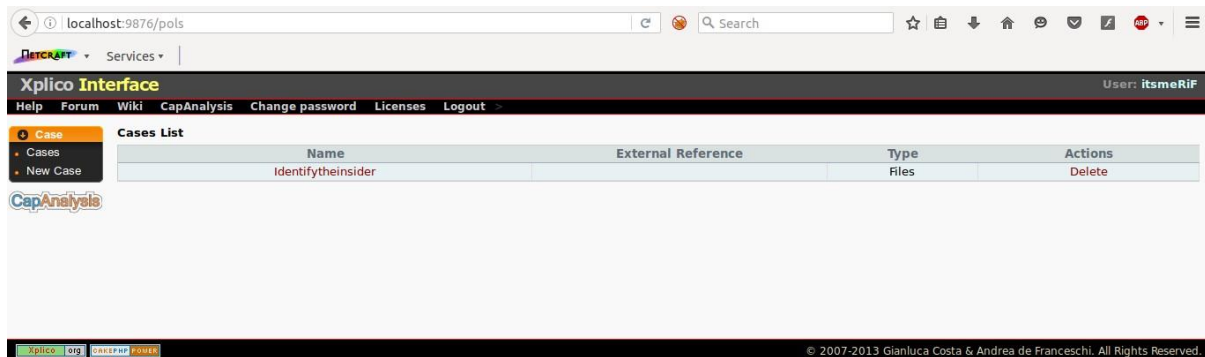 localhost:9876/pols
Search
ABP
NETCRAFT Services
Xplico Interface
User: itsmeRiF
Help Forum Wiki CapAnalysis Change password Licenses Logout >
Case
Cases
New Case
CapAnalysis
Cases List
Name External Reference Type Actions
Identifytheinsider Files Delete
Xplico org CAKEPHP POWER
© 2007-2013 Gianluca Costa & Andrea de Franceschi. All Rights Reserved.